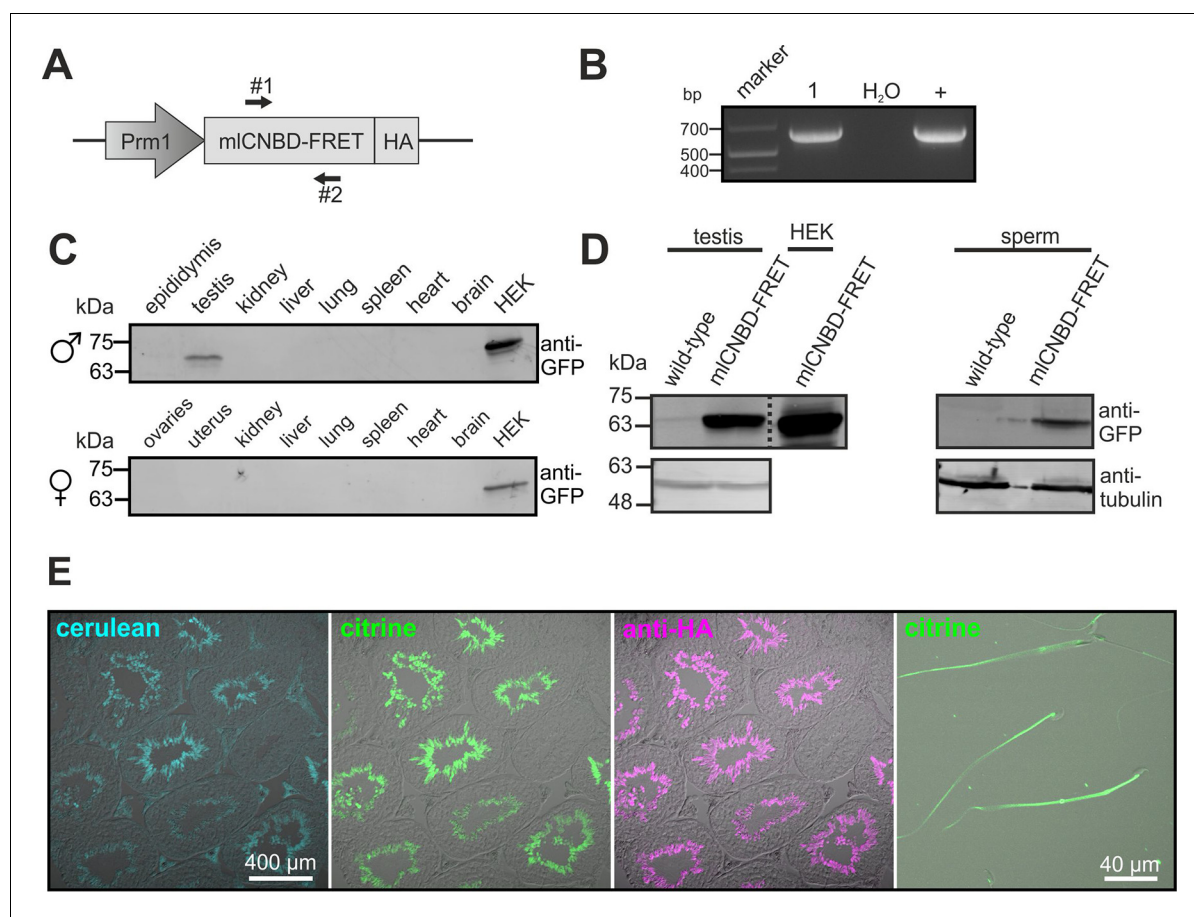 A
#1
Prm1
mlCNBD-FRET
HA
#2
B
marker
1
H₂O
+
bp
700
500
400
C
epididymis
testis
kidney
liver
lung
spleen
heart
brain
HEK
kDa
♂
75
63
anti-
GFP
ovaries
uterus
kidney
liver
lung
spleen
heart
brain
HEK
kDa
♀
75
63
anti-
GFP
D
testis
HEK
sperm
wild-type
mlCNBD-FRET
mlCNBD-FRET
wild-type
mlCNBD-FRET
kDa
75
63
anti-
GFP
63
48
anti-
tubulin
E
cerulean
citrine
anti-HA
citrine
400 µm
40 µm